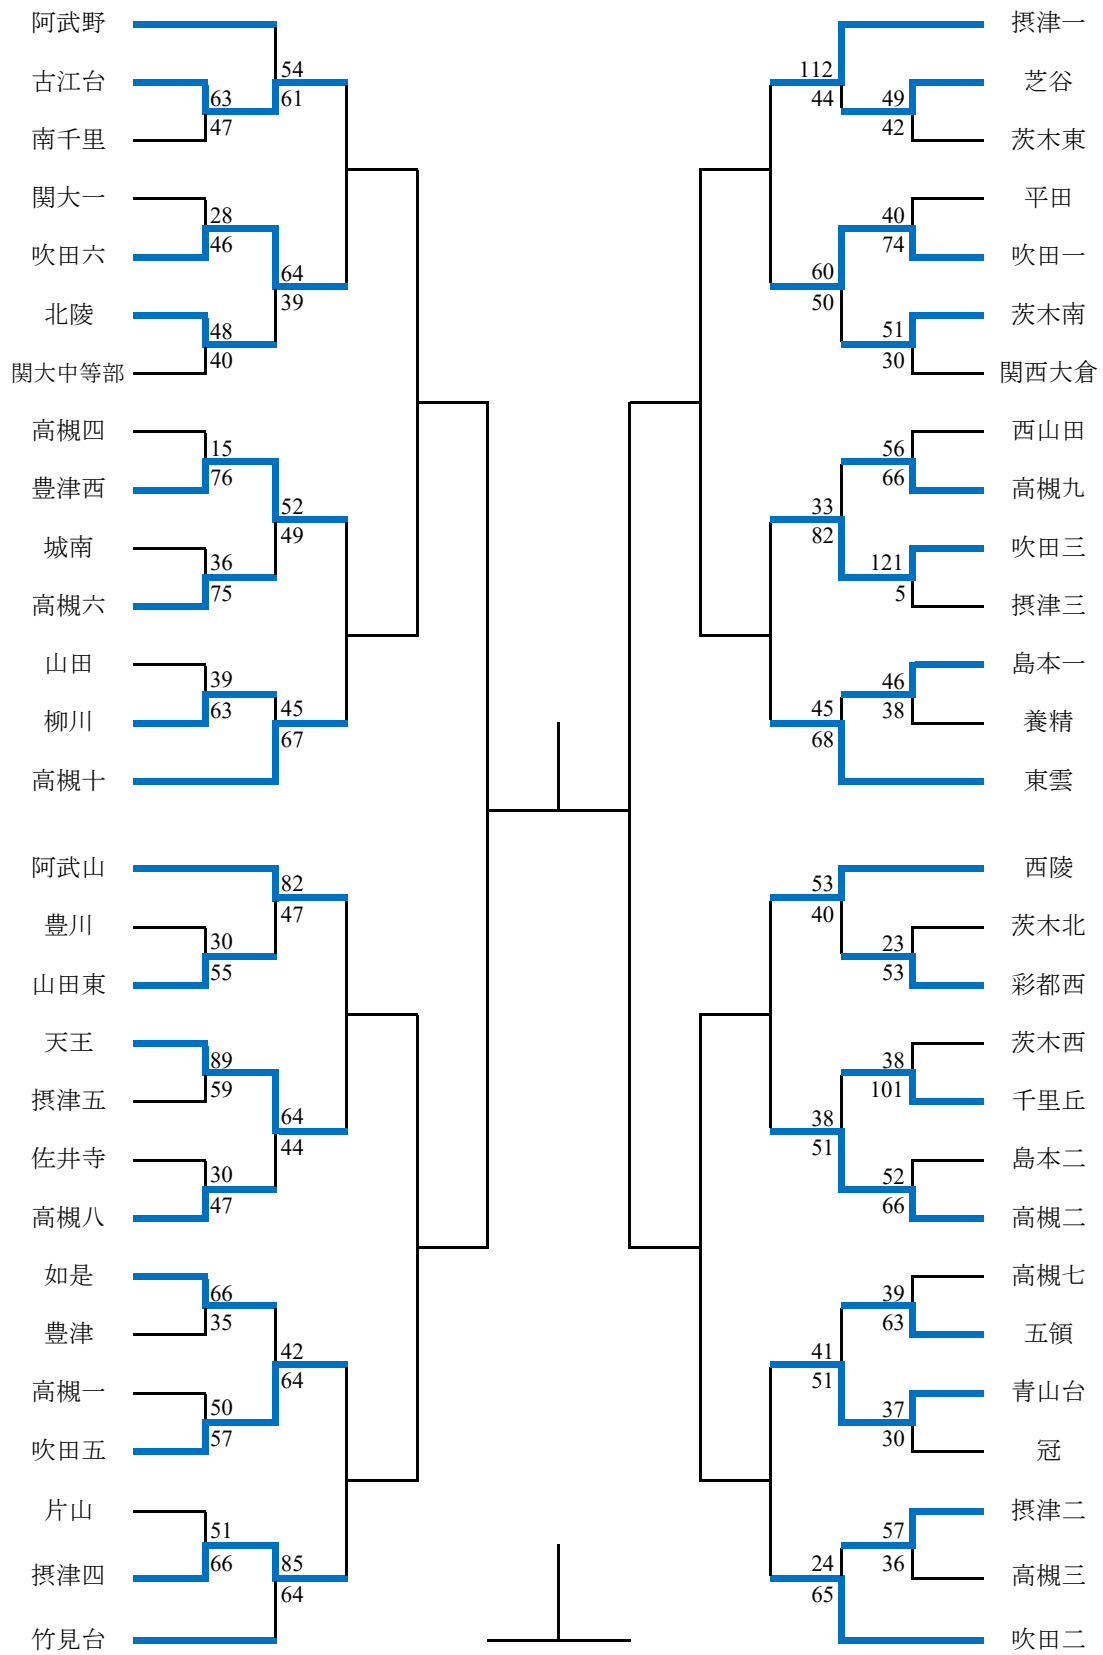 阿武野
摂津一
54
112
古江台
芝谷
61
44
63
49
47
42
南千里
茨木東
関大一
平田
28
40
46
74
吹田六
吹田一
64
60
39
50
北陵
茨木南
48
51
40
30
関大中等部
関西大倉
高槻四
西山田
15
56
76
66
豊津西
高槻九
52
33
49
82
城南
吹田三
36
121
75
5
高槻六
摂津三
山田
島本一
39
46
63
38
柳川
養精
45
45
67
68
高槻十
東雲
阿武山
西陵
82
53
47
40
豊川
茨木北
30
23
55
53
山田東
彩都西
天王
茨木西
89
38
59
101
摂津五
千里丘
64
38
44
51
佐井寺
島本二
30
52
47
66
高槻八
高槻二
如是
高槻七
66
39
35
63
豊津
五領
42
41
64
51
高槻一
青山台
50
37
57
30
吹田五
冠
片山
摂津二
51
57
66
36
摂津四
高槻三
85
24
64
65
竹見台
吹田二